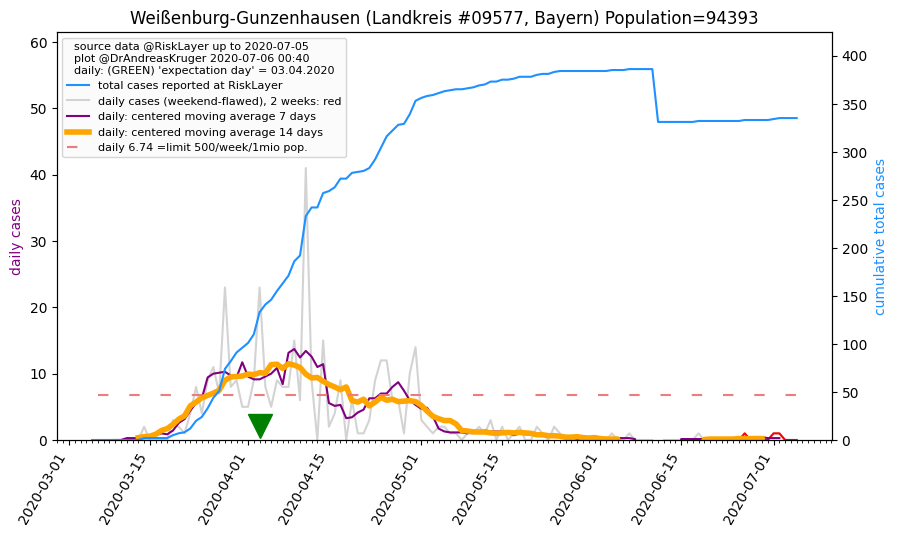 Weißenburg-Gunzenhausen (Landkreis #09577, Bayern) Population=94393
source data @RiskLayer up to 2020-07-05
plot @DrAndreasKruger 2020-07-06 00:40
daily: (GREEN) 'expectation day' = 03.04.2020
total cases reported at RiskLayer
daily cases (weekend-flawed), 2 weeks: red
daily: centered moving average 7 days
daily: centered moving average 14 days
daily 6.74 =limit 500/week/1mio pop.
daily cases
60
50
40
30
20
10
0
cumulative total cases
400
350
300
250
200
150
100
50
0
2020-03-01
2020-03-15
2020-04-01
2020-04-15
2020-05-01
2020-05-15
2020-06-01
2020-06-15
2020-07-01